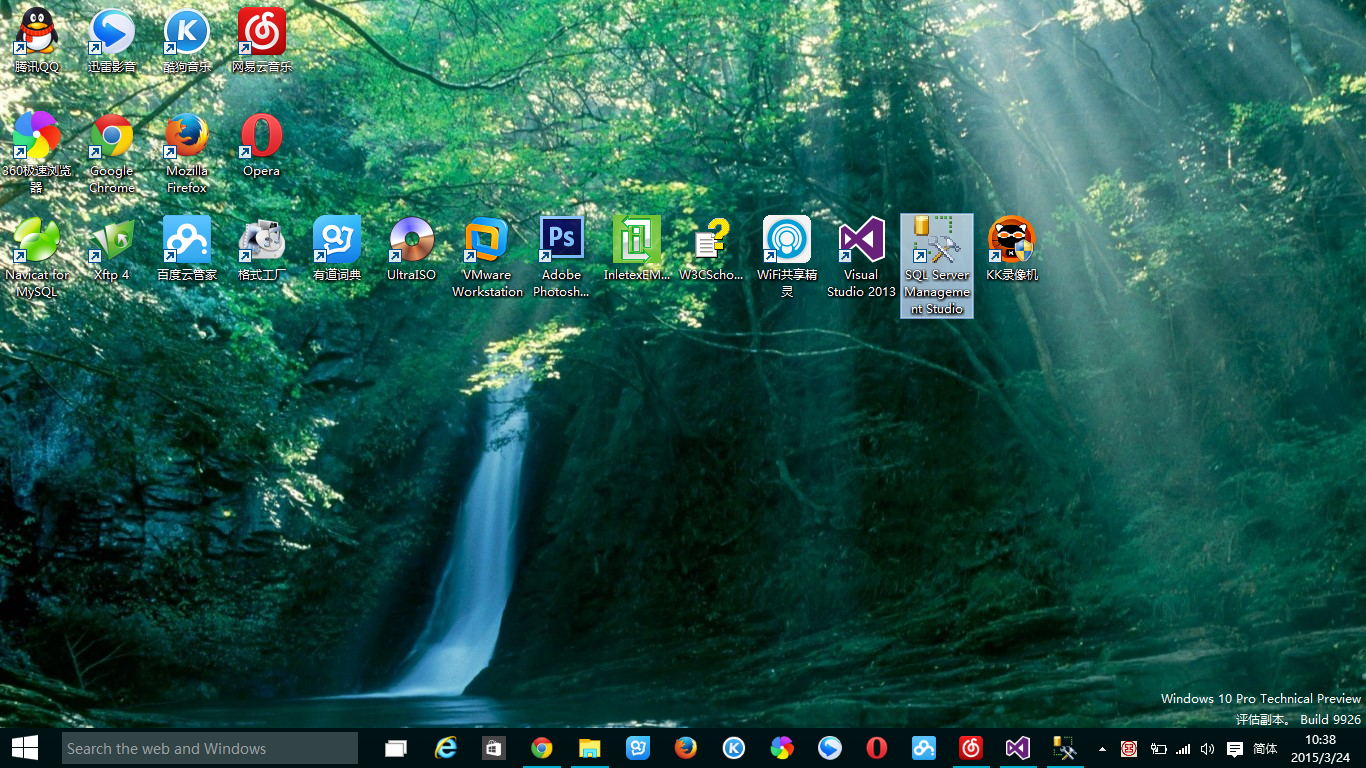 腾讯QQ
迅雷影音
酷狗音乐
网易云音乐
360极速浏览
器
Google
Chrome
Mozilla
Firefox
Opera
Navicat for
MySQL
Xftp 4
百度云管家
格式工厂
有道词典
UltraISO
VMware
Workstation
Ps
Adobe
Photosh...
InletexEM...
W3CScho...
WiFi共享精
灵
Visual
Studio 2013
SQL Server
Manageme
nt Studio
KK录像机
Windows 10 Pro Technical Preview
评估副本。 Build 9926
Search the web and Windows
简体
10:38
2015/3/24